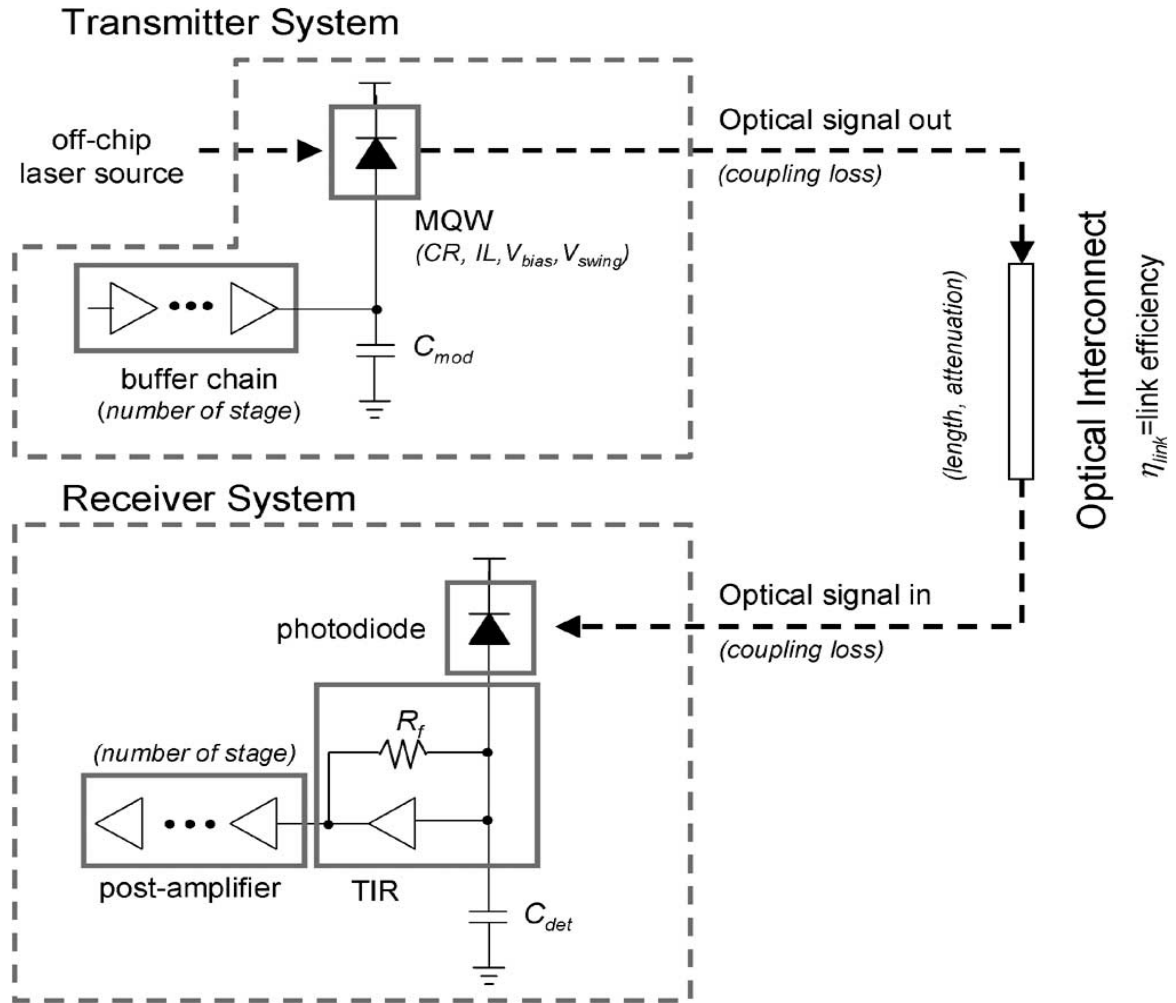 Transmitter System
off-chip
laser source
MQW
(CR, IL, V_bias, V_swing)
Optical signal out
(coupling loss)
C_mod
buffer chain
(number of stage)
(length, attenuation)
Optical Interconnect
η_link=link efficiency
Receiver System
photodiode
Optical signal in
(coupling loss)
R_f
(number of stage)
post-amplifier
TIR
C_det